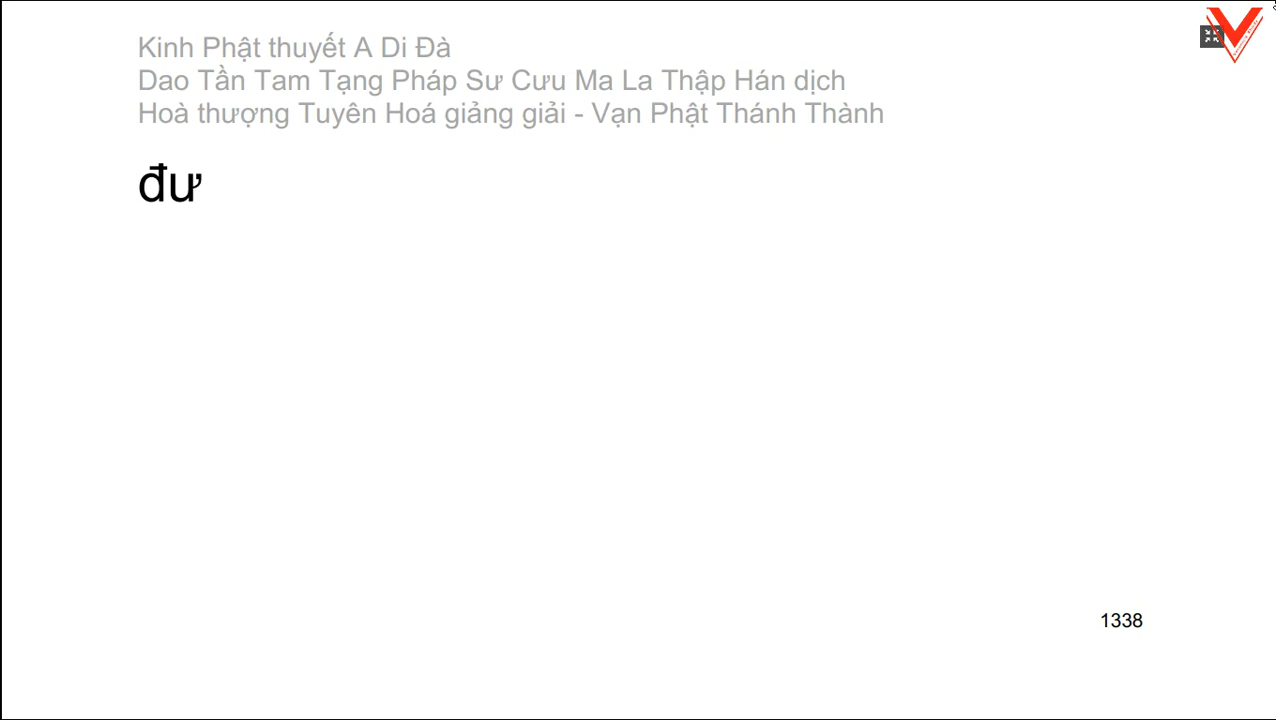 Kinh Phật thuyết A Di Đà
Dao Tần Tam Tạng Pháp Sư Cưu Ma La Thập Hán dịch
Hoà thượng Tuyên Hoá giảng giải - Vạn Phật Thánh Thành
đư
1338